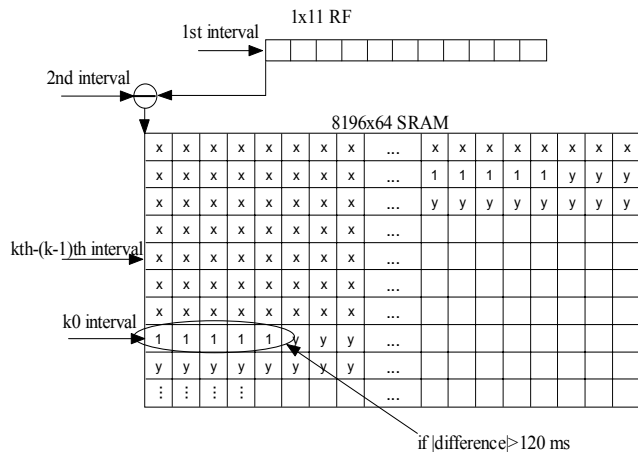 1x11 RF
1st interval
2nd interval
8196x64 SRAM
x x x x x x x x ... x x x x x x x x
x x x x x x x x ... 1 1 1 1 1 y y y
x x x x x x x x ... y y y y y y y y
x x x x x x x x ...
kth-(k-1)th interval x x x x x x x x ...
x x x x x x x x ...
x x x x x x x x ...
k0 interval 1 1 1 1 1 y y y ...
y y y y y y y y ...
⋮ ⋮ ⋮ ⋮ ...
if |difference|>120 ms